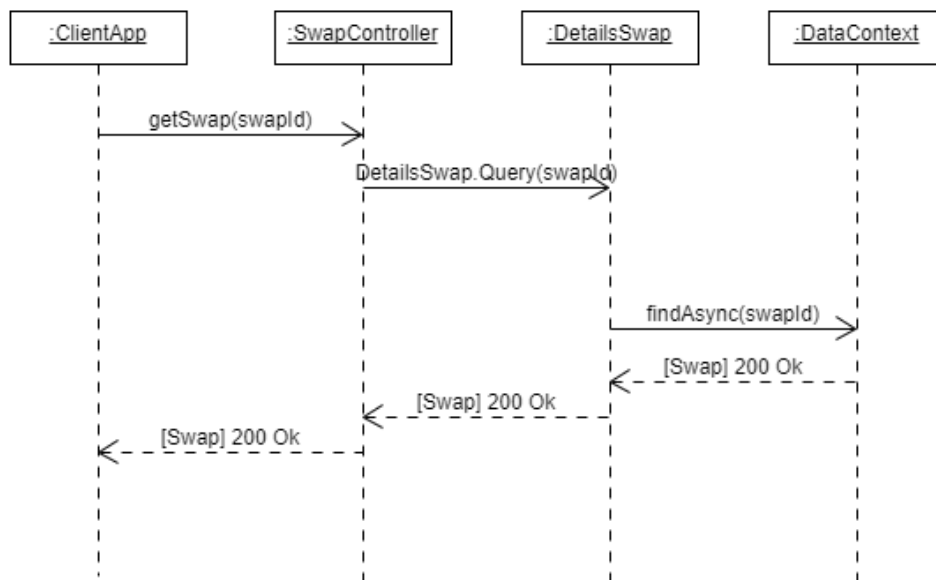 :ClientApp
:SwapController
:DetailsSwap
:DataContext
getSwap(swapId)
DetailsSwap.Query(swapId)
findAsync(swapId)
[Swap] 200 Ok
[Swap] 200 Ok
[Swap] 200 Ok